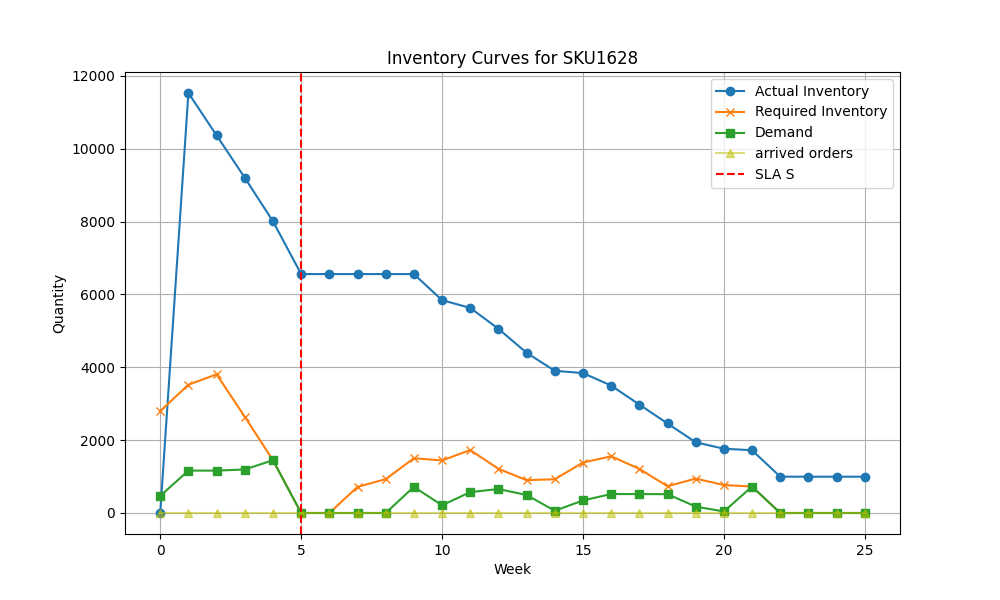 Inventory Curves for SKU1628
12000
10000
8000
6000
4000
2000
0
Quantity
Actual Inventory
Required Inventory
Demand
arrived orders
SLA S
0 5 10 15 20 25
Week